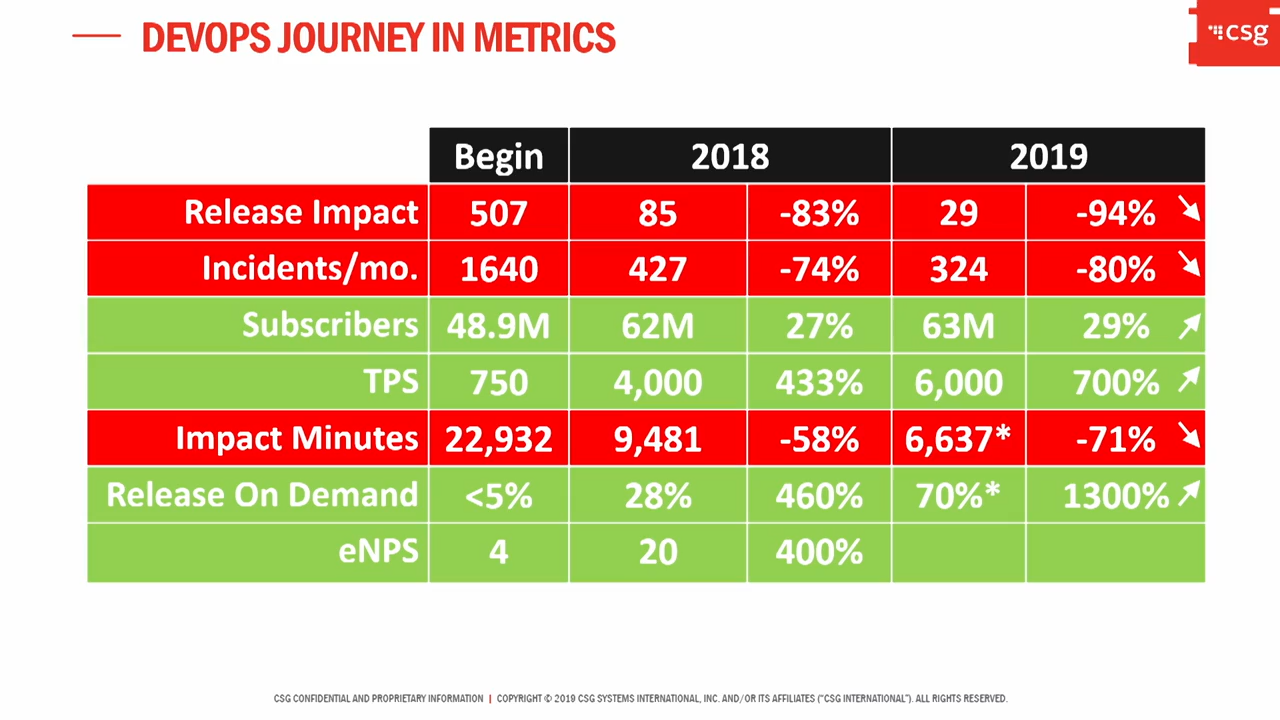 DEVOPS JOURNEY IN METRICS
csg
Begin 2018 2019
Release Impact 507 85 -83% 29 -94%
Incidents/mo. 1640 427 -74% 324 -80%
Subscribers 48.9M 62M 27% 63M 29%
TPS 750 4,000 433% 6,000 700%
Impact Minutes 22,932 9,481 -58% 6,637* -71%
Release On Demand <5% 28% 460% 70%* 1300%
eNPS 4 20 400%
CSG CONFIDENTIAL AND PROPRIETARY INFORMATION | COPYRIGHT © 2019 CSG SYSTEMS INTERNATIONAL, INC. AND/OR ITS AFFILIATES ("CSG INTERNATIONAL"). ALL RIGHTS RESERVED.